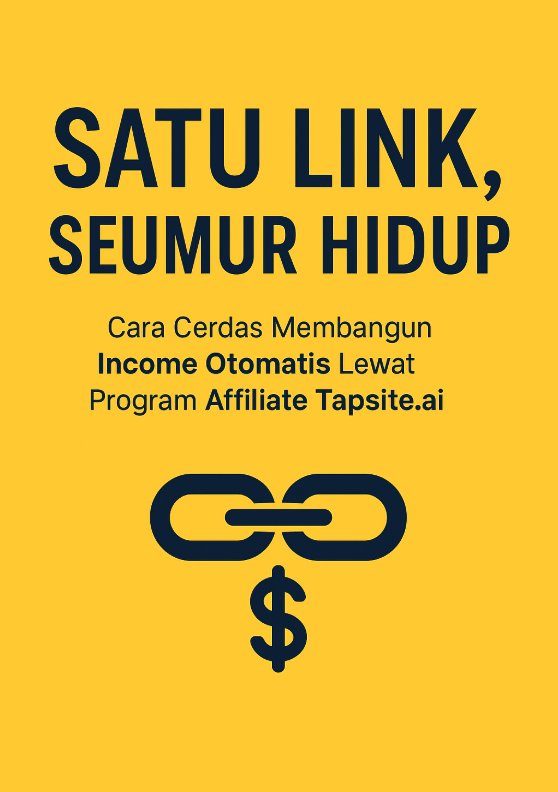 SATU LINK,
SEUMUR HIDUP
Cara Cerdas Membangun
Income Otomatis Lewat
Program Affiliate Tapsite.ai
$